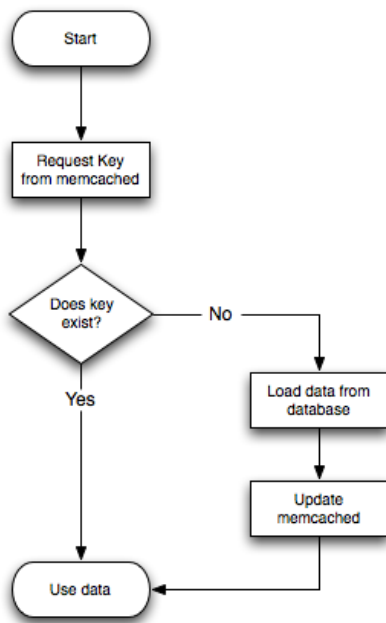 Start
Request Key
from memcached
Does key
exist?
No
Yes
Load data from
database
Update
memcached
Use data